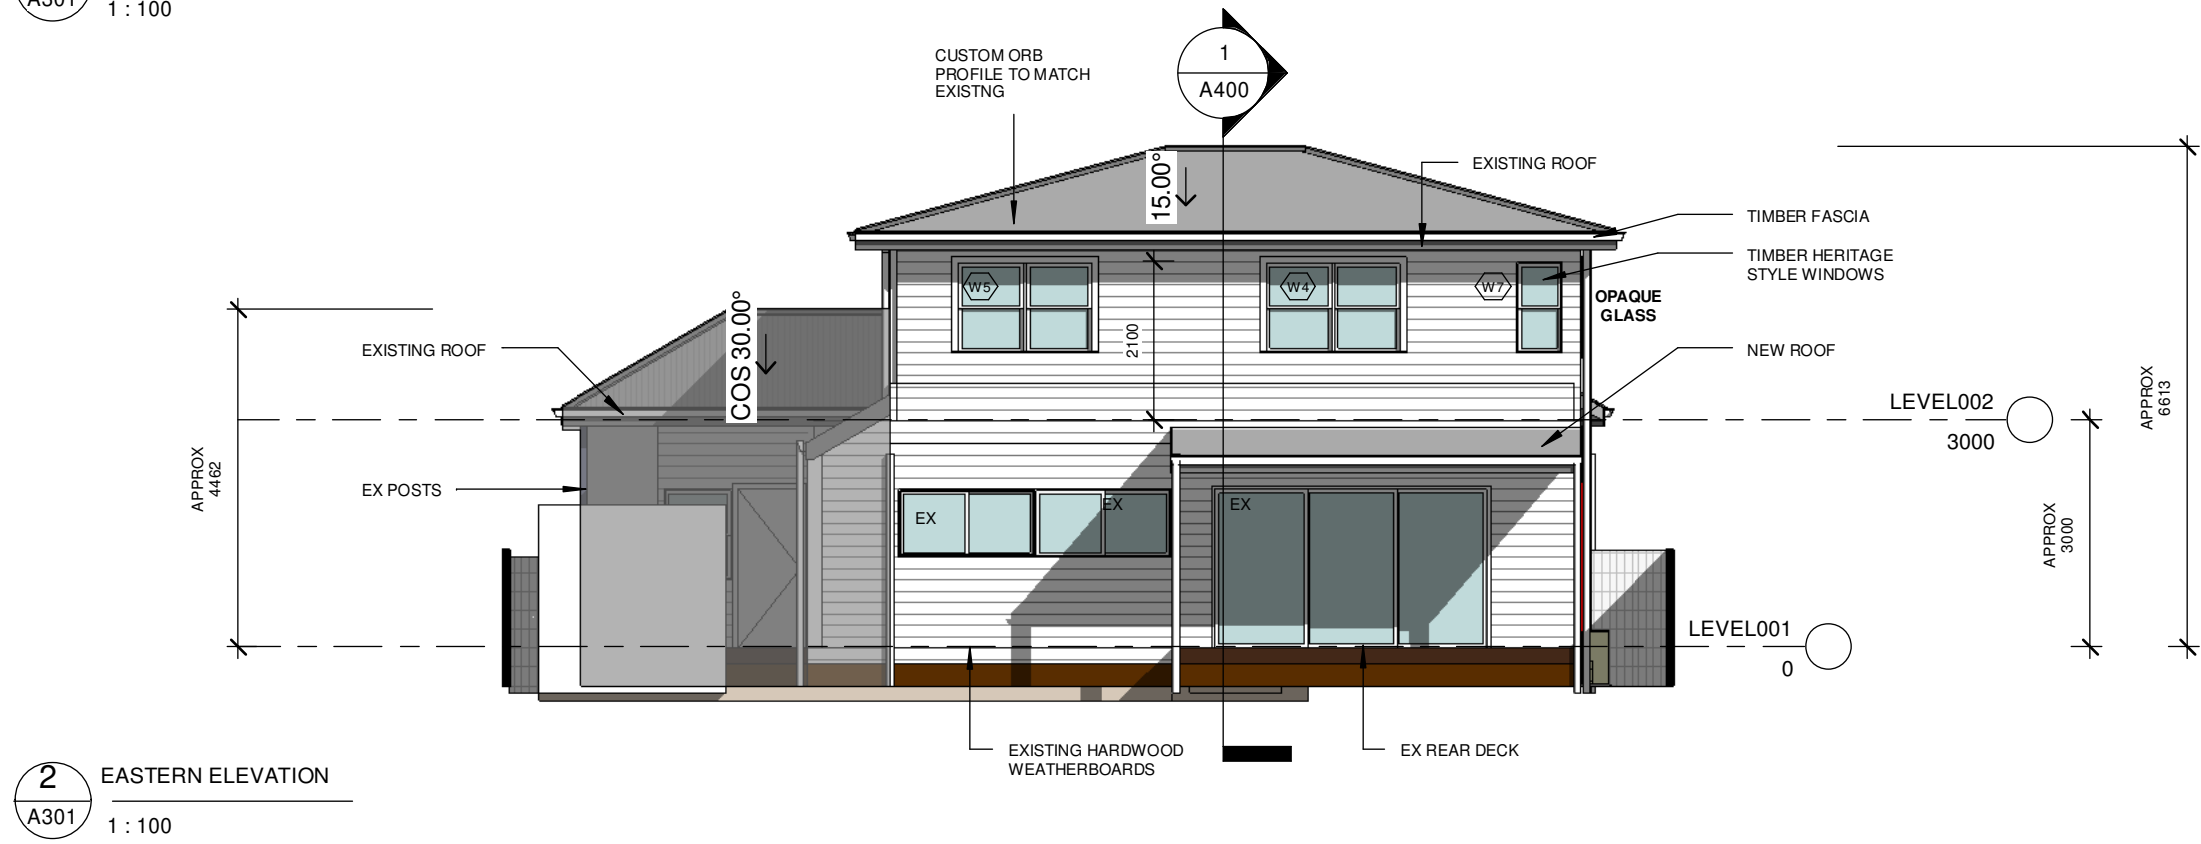 A301
1 : 100
1
A400
CUSTOM ORB
PROFILE TO MATCH
EXISTNG
15.00°
EXISTING ROOF
TIMBER FASCIA
TIMBER HERITAGE
STYLE WINDOWS
W5
W4
W7
OPAQUE
GLASS
COS 30.00°
2100
EXISTING ROOF
NEW ROOF
APPROX
6613
LEVEL002
3000
APPROX
4462
EX POSTS
EX
EX
EX
APPROX
3000
LEVEL001
0
EXISTING HARDWOOD
WEATHERBOARDS
EX REAR DECK
2
EASTERN ELEVATION
A301
1 : 100